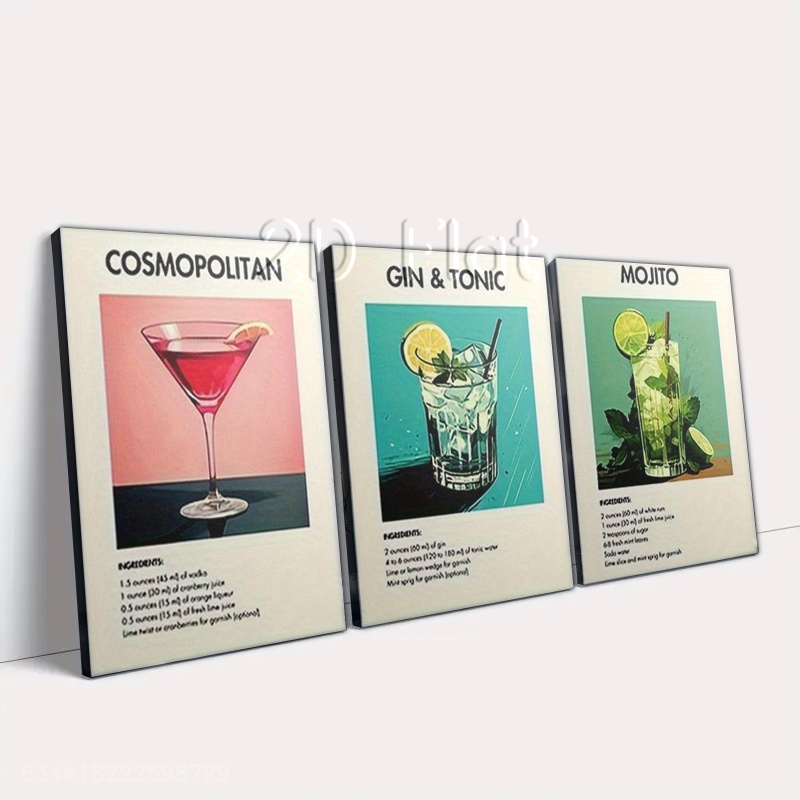 2D Flat
COSMOPOLITAN
INGREDIENTS:
1.5 ounces (45 ml) of vodka
1 ounce (30 ml) of cranberry juice
0.5 ounces (15 ml) of orange liqueur
0.5 ounces (15 ml) of fresh lime juice
Lime twist or cranberries for garnish (optional)
GIN & TONIC
INGREDIENTS:
2 ounces (60 ml) of gin
4 to 6 ounces (120 to 180 ml) of tonic water
Lime or lemon wedge for garnish
Mint sprig for garnish (optional)
MOJITO
INGREDIENTS:
2 ounces (60 ml) of white rum
1 ounce (30 ml) of fresh lime juice
2 teaspoons of sugar
6-8 fresh mint leaves
Soda water
Lime slice and mint sprig for garnish
634418222598799